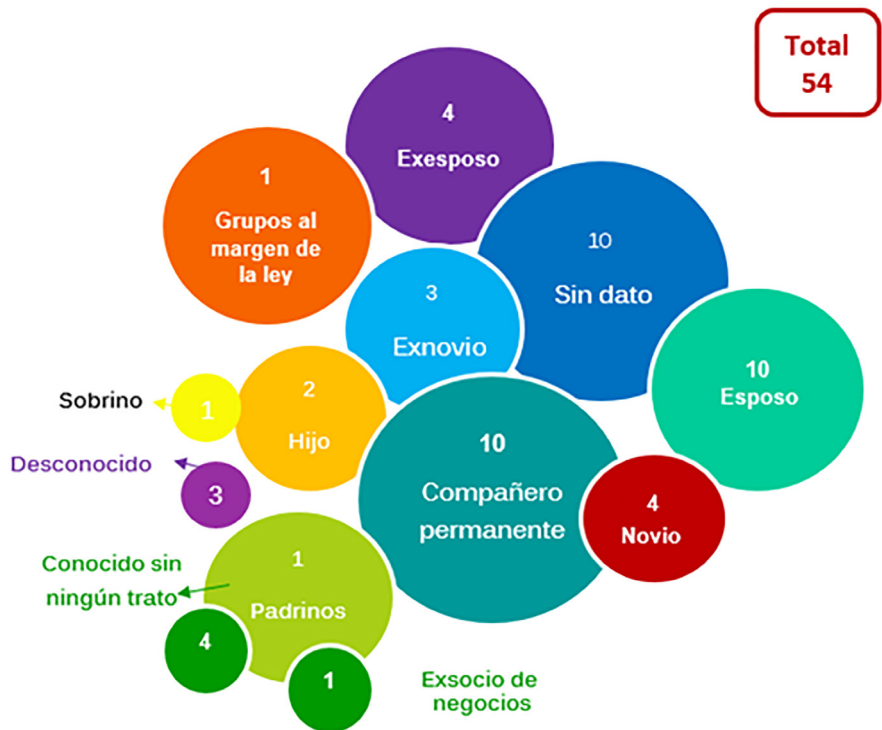 Total
54
4
Exesposo
1
Grupos al
margen de
la ley
10
Sin dato
3
Exnovio
10
Esposo
2
Hijo
Sobrino
1
Desconocido
3
10
Compañero
permanente
4
Novio
1
Padrinos
Conocido sin
ningún trato
4
1
Exsocio de
negocios